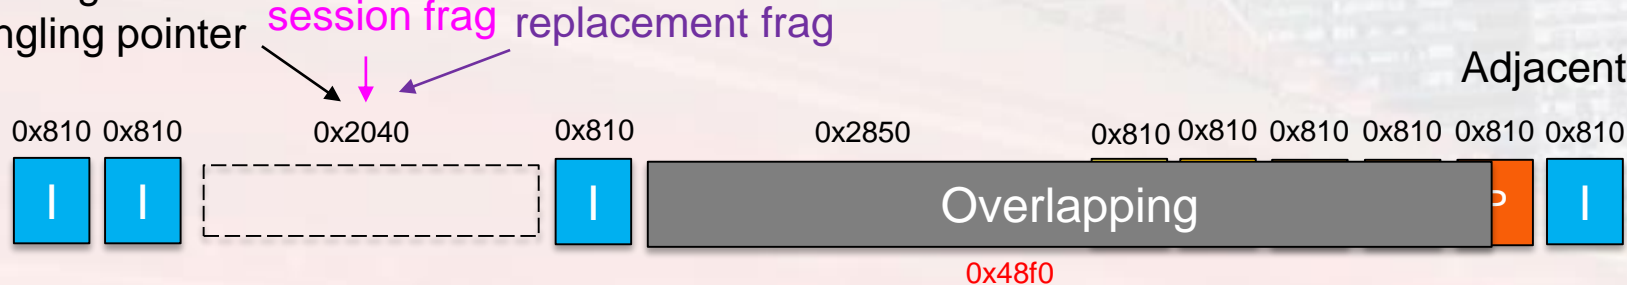 session frag replacement frag
pointer
Adjacent
0x810 0x810 0x2040 0x810 0x2850 0x810 0x810 0x810 0x810 0x810 0x810
I I I Overlapping I
0x48f0